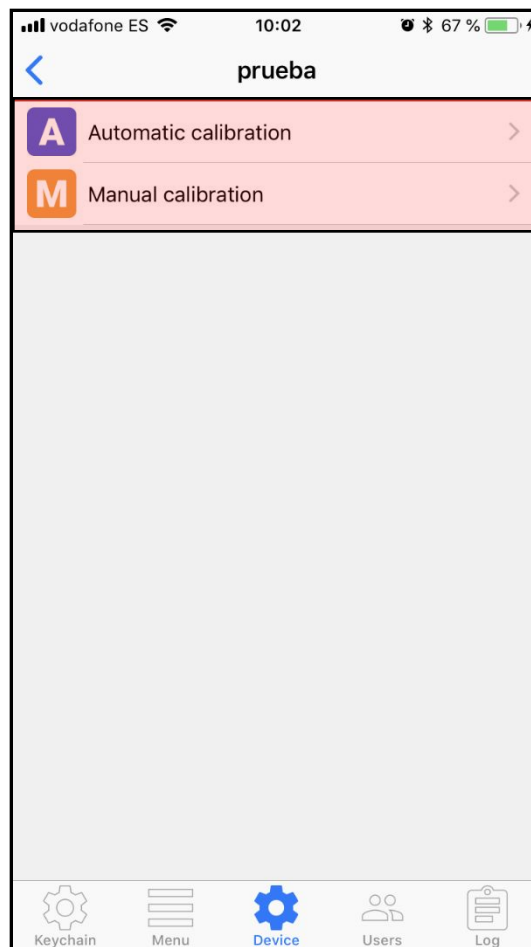 vodafone ES 10:02 67 %
prueba
A Automatic calibration
M Manual calibration
Keychain Menu Device Users Log